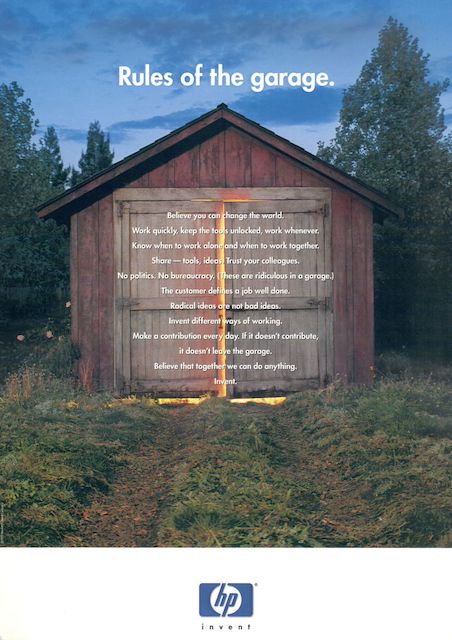 Rules of the garage.
Believe you can change the world.
Work quickly, keep the tools unlocked, work whenever.
Know when to work alone and when to work together.
Share — tools, ideas. Trust your colleagues.
No politics. No bureaucracy. (These are ridiculous in a garage.)
The customer defines a job well done.
Radical ideas are not bad ideas.
Invent different ways of working.
Make a contribution every day. If it doesn't contribute,
it doesn't leave the garage.
Believe that together we can do anything.
Invent.
hp
®
invent